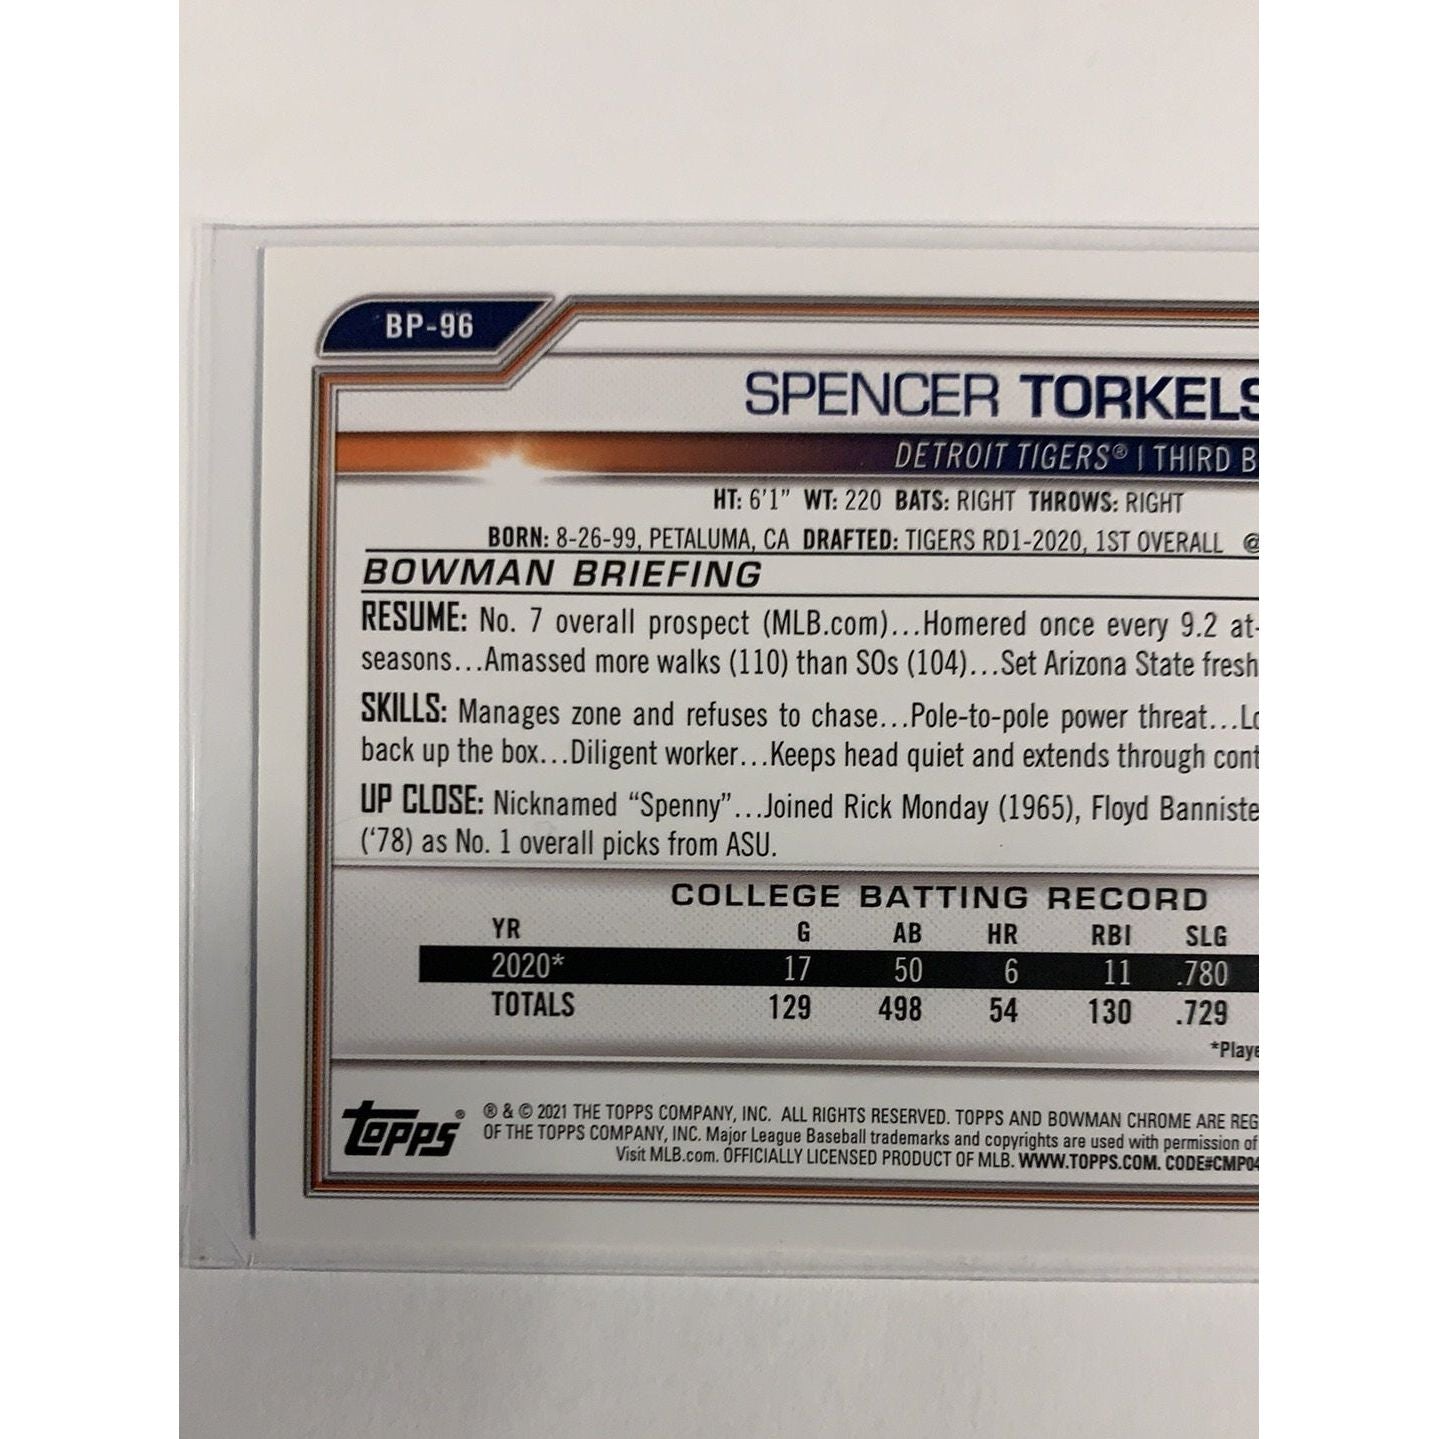 BP-96
SPENCER TORKELS
DETROIT TIGERS® | THIRD B
HT: 6'1" WT: 220 BATS: RIGHT THROWS: RIGHT
BORN: 8-26-99, PETALUMA, CA DRAFTED: TIGERS RD1-2020, 1ST OVERALL @
BOWMAN BRIEFING
RESUME: No. 7 overall prospect (MLB.com)...Homered once every 9.2 at-
seasons...Amassed more walks (110) than SOs (104)...Set Arizona State fresh
SKILLS: Manages zone and refuses to chase...Pole-to-pole power threat...Lo
back up the box...Diligent worker...Keeps head quiet and extends through cont
UP CLOSE: Nicknamed “Spenny”...Joined Rick Monday (1965), Floyd Banniste
(‘78) as No. 1 overall picks from ASU.
COLLEGE BATTING RECORD
YR G AB HR RBI SLG
2020* 17 50 6 11 .780
TOTALS 129 498 54 130 .729
*Playe
topps® ® & © 2021 THE TOPPS COMPANY, INC. ALL RIGHTS RESERVED. TOPPS AND BOWMAN CHROME ARE REG
OF THE TOPPS COMPANY, INC. Major League Baseball trademarks and copyrights are used with permission of
Visit MLB.com. OFFICIALLY LICENSED PRODUCT OF MLB. WWW.TOPPS.COM. CODE#CMP04